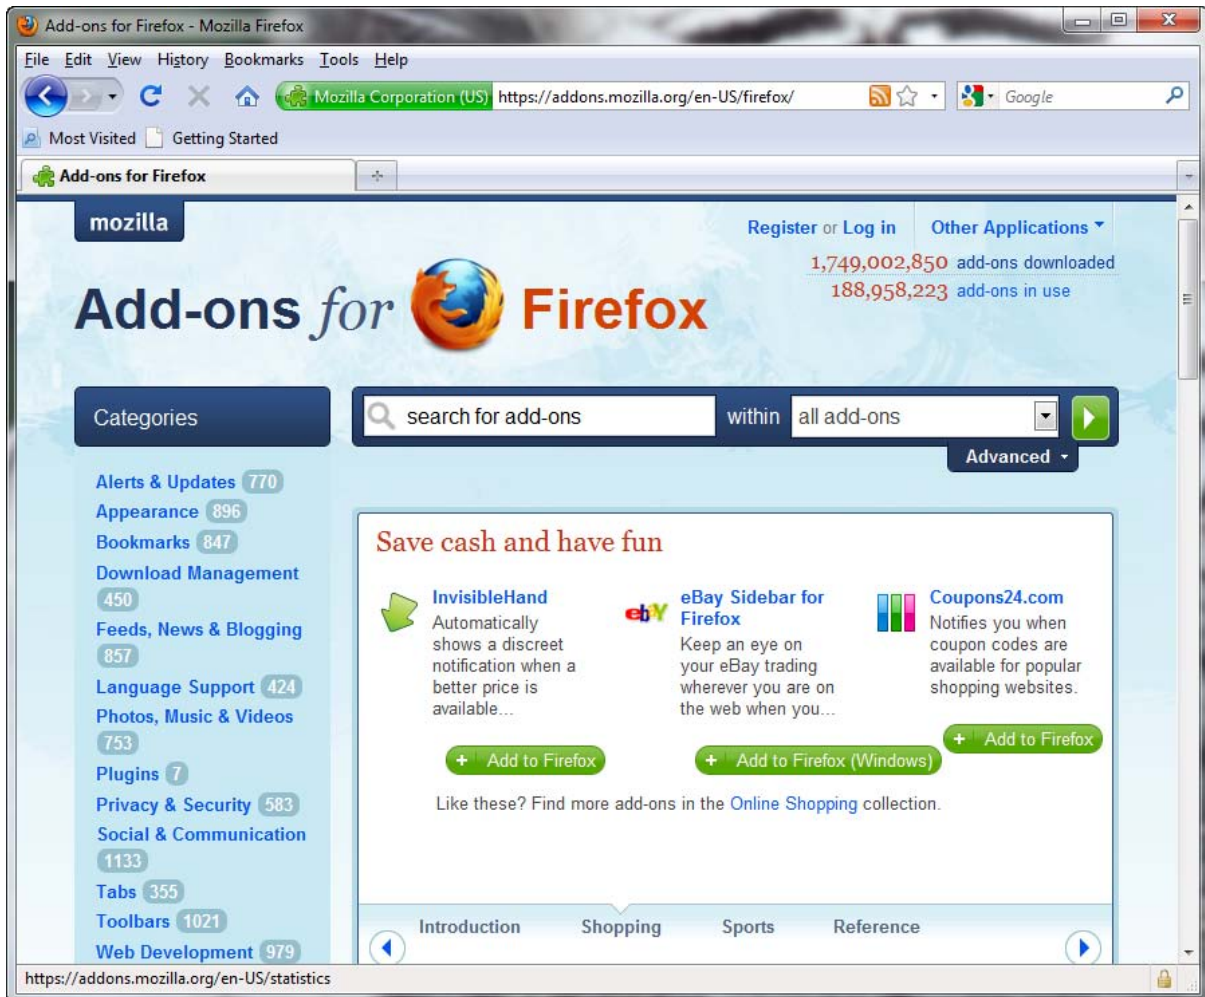 Add-ons for Firefox - Mozilla Firefox
File Edit View History Bookmarks Tools Help
Mozilla Corporation (US) https://addons.mozilla.org/en-US/firefox/ Google
Most Visited Getting Started
Add-ons for Firefox
mozilla
Register or Log in Other Applications
1,749,002,850 add-ons downloaded
188,958,223 add-ons in use
Add-ons for Firefox
Categories
search for add-ons within all add-ons
Advanced
Alerts & Updates 770
Appearance 896
Bookmarks 847
Download Management
450
Feeds, News & Blogging
857
Language Support 424
Photos, Music & Videos
753
Plugins 7
Privacy & Security 583
Social & Communication
1133
Tabs 355
Toolbars 1021
Web Development 979
Save cash and have fun
InvisibleHand
Automatically
shows a discreet
notification when a
better price is
available...
+ Add to Firefox
ebY
eBay Sidebar for
Firefox
Keep an eye on
your eBay trading
wherever you are on
the web when you...
+ Add to Firefox (Windows)
Coupons24.com
Notifies you when
coupon codes are
available for popular
shopping websites.
+ Add to Firefox
Like these? Find more add-ons in the Online Shopping collection.
Introduction Shopping Sports Reference
https://addons.mozilla.org/en-US/statistics